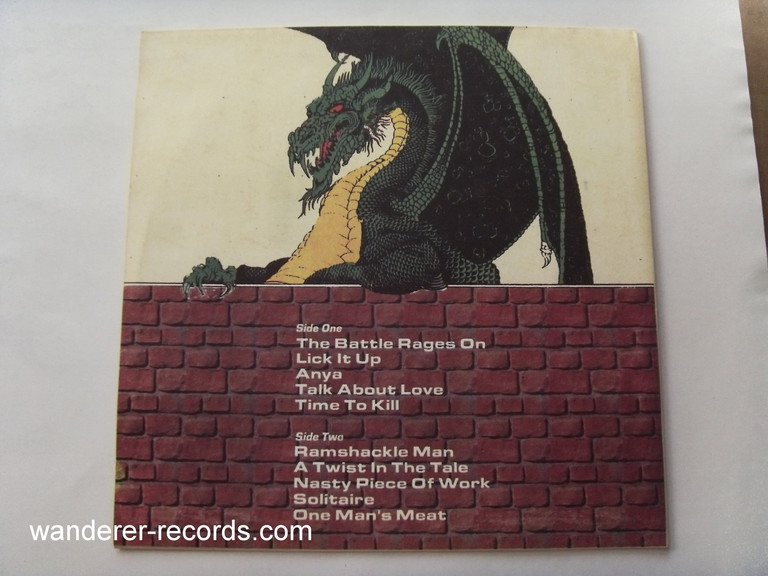 Side One
The Battle Rages On
Lick It Up
Anya
Talk About Love
Time To Kill
Side Two
Ramshackle Man
A Twist In The Tale
Nasty Piece Of Work
Solitaire
One Man's Meat
wanderer-records.com